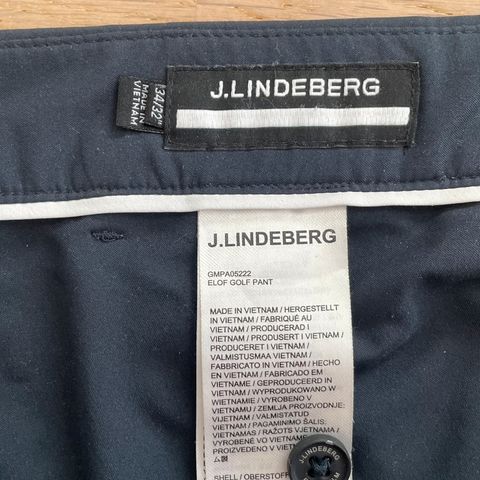 J.LINDEBERG
34/32"
MADE IN
VIETNAM
J.LINDEBERG
GMPA05222
ELOF GOLF PANT
MADE IN VIETNAM / HERGESTELLT
IN VIETNAM / FABRIQUÉ AU
VIETNAM / PRODUCERAD I
VIETNAM / PRODUSERT I VIETNAM /
PRODUCERET I VIETNAM /
VALMISTUSMAA VIETNAM /
FABBRICATO IN VIETNAM / HECHO
EN VIETNAM / FABRICADO EM
VIETNAME / GEPRODUCEERD IN
VIETNAM / WYPRODUKOWANO W
WIETNAMIE / VYROBENO V
VIETNAMU / ZEMLJA PROIZVODNJE:
VIJETNAM / VALMISTATUD
VIETNAM / PAGAMINIMO ŠALIS:
VIETNAMAS / RAŽOTS VJETNAMA /
VYROBENÉ VO VIETNAME
PROIZVEDENO V VIETNAM
SHELL / OBERSTOFF
J.LINDEBERG